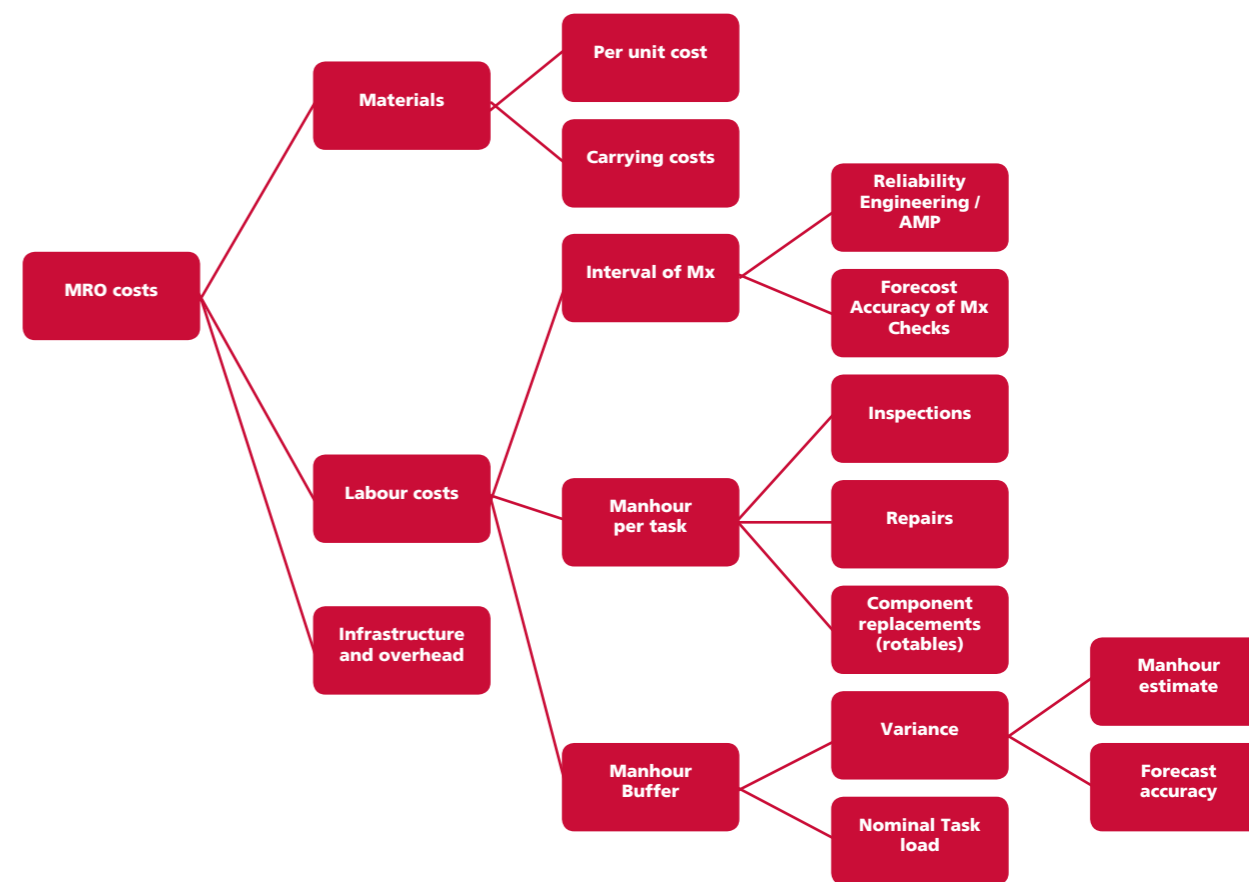 MRO costs
Materials
Per unit cost
Carrying costs
Labour costs
Interval of Mx
Reliability
Engineering /
AMP
Forecost
Accuracy of Mx
Checks
Manhour
per task
Inspections
Repairs
Component
replacements
(rotables)
Manhour
Buffer
Variance
Manhour
estimate
Forecast
accuracy
Nominal Task
load
Infrastructure
and overhead